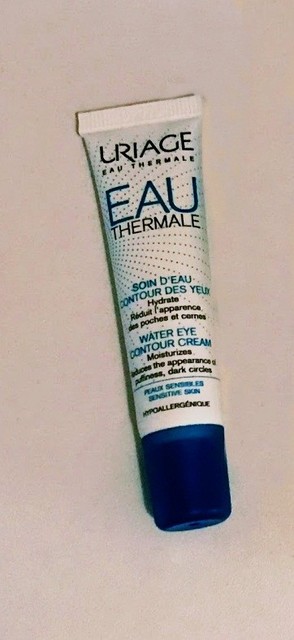 URIAGE
EAU THERMALE
EAU
THERMALE
SOIN D'EAU
CONTOUR DES YEUX
Hydrate
Réduit l'apparence
des poches et cernes
WATER EYE
CONTOUR CREAM
Moisturizes
Reduces the appearance of
puffiness, dark circles
PEAUX SENSIBLES
SENSITIVE SKIN
HYPOALLERGÉNIQUE